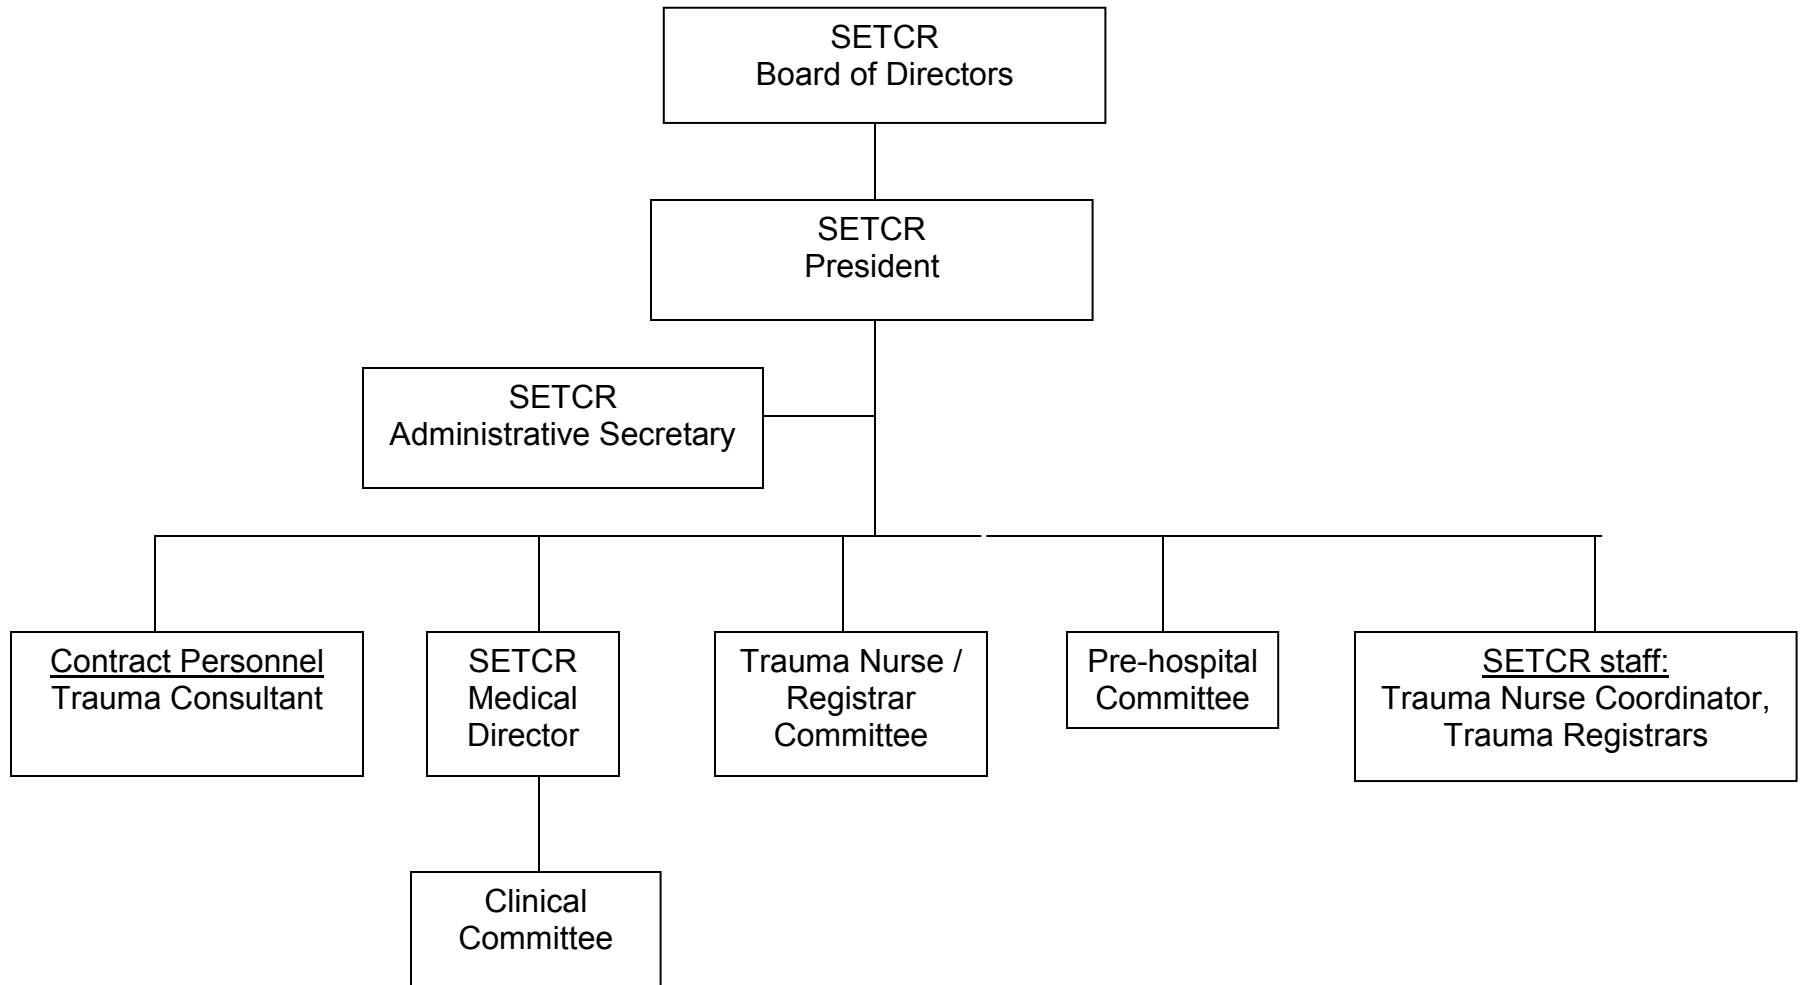 SETCR
Board of Directors
SETCR
President
SETCR
Administrative Secretary
Contract Personnel
Trauma Consultant
SETCR
Medical
Director
Trauma Nurse /
Registrar
Committee
Pre-hospital
Committee
SETCR staff:
Trauma Nurse Coordinator,
Trauma Registrars
Clinical
Committee